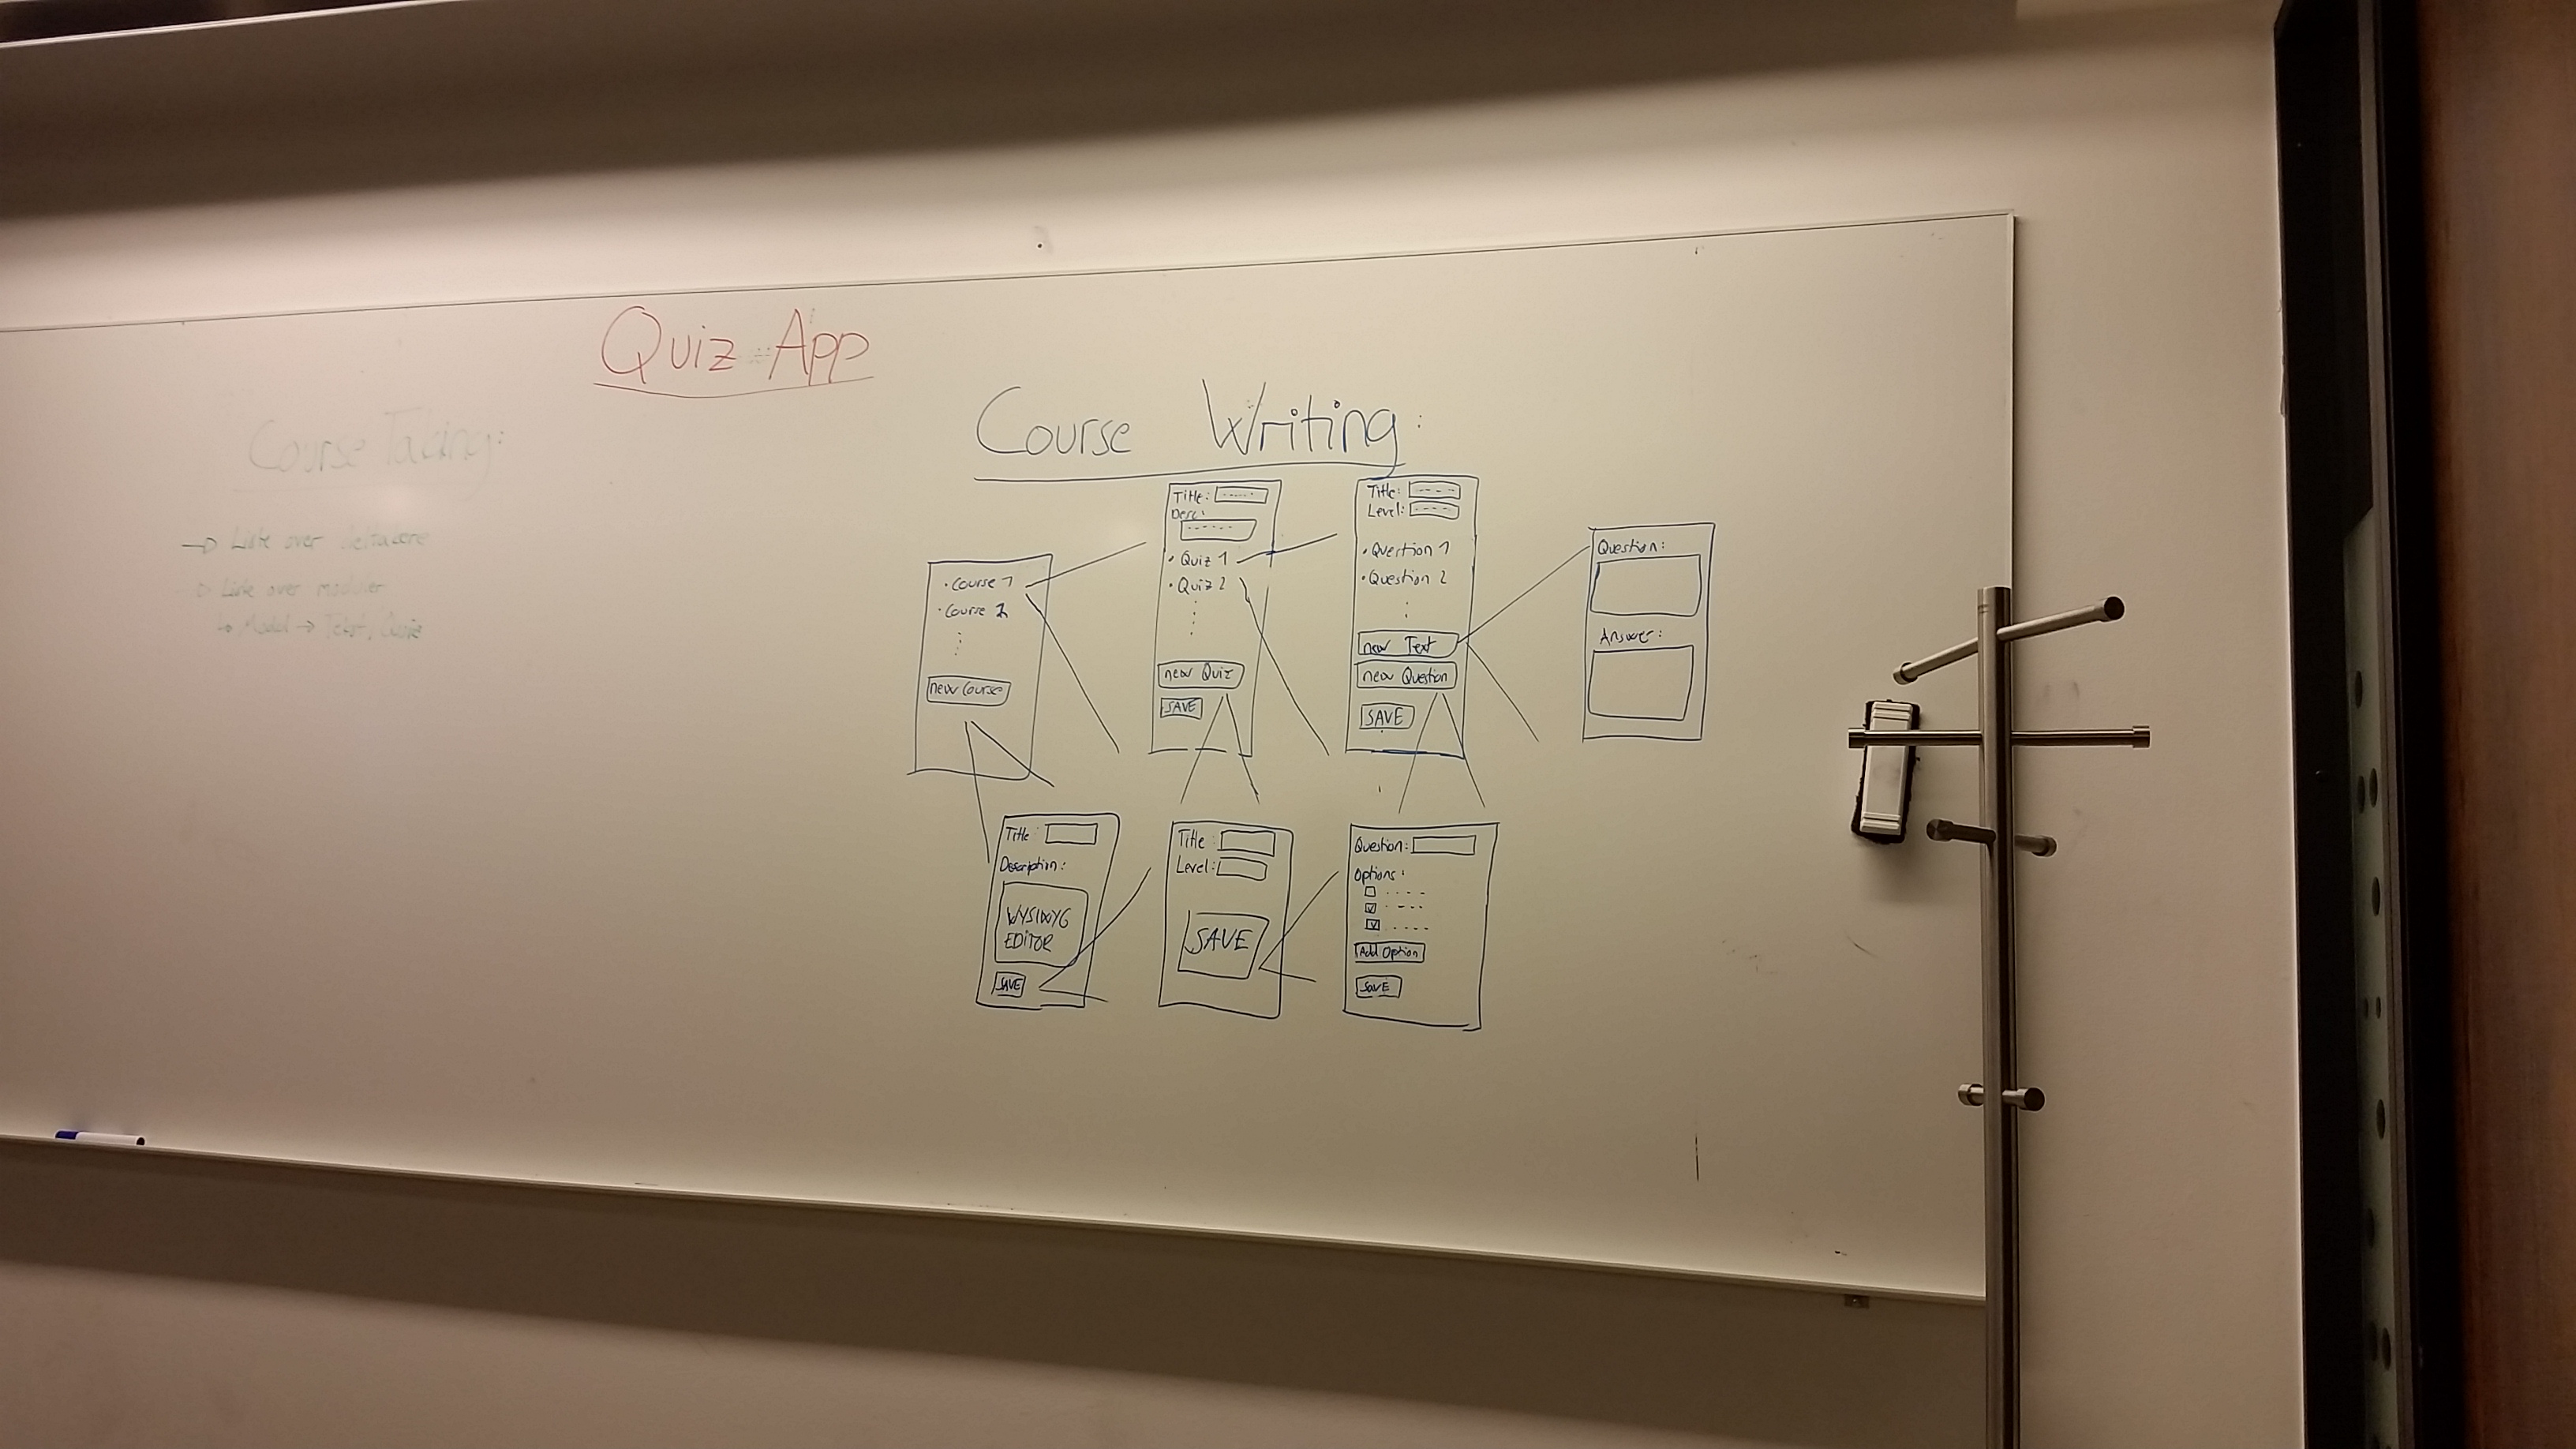 Quiz App
Course Taking:
→ Liste over deltakere
Liste over moduler
↳ Modul → Tekst, Quiz
Course Writing:
• Course 1
• Course 2
new Course
Title:
Desc:
• Quiz 1
• Quiz 2
new Quiz
SAVE
Title:
Level:
• Question 1
• Question 2
new Text
new Question
SAVE
Question:
Answer:
Title:
Description:
WYSIWYG
EDITOR
SAVE
Title:
Level:
SAVE
Question:
Options:
Add Option
SAVE